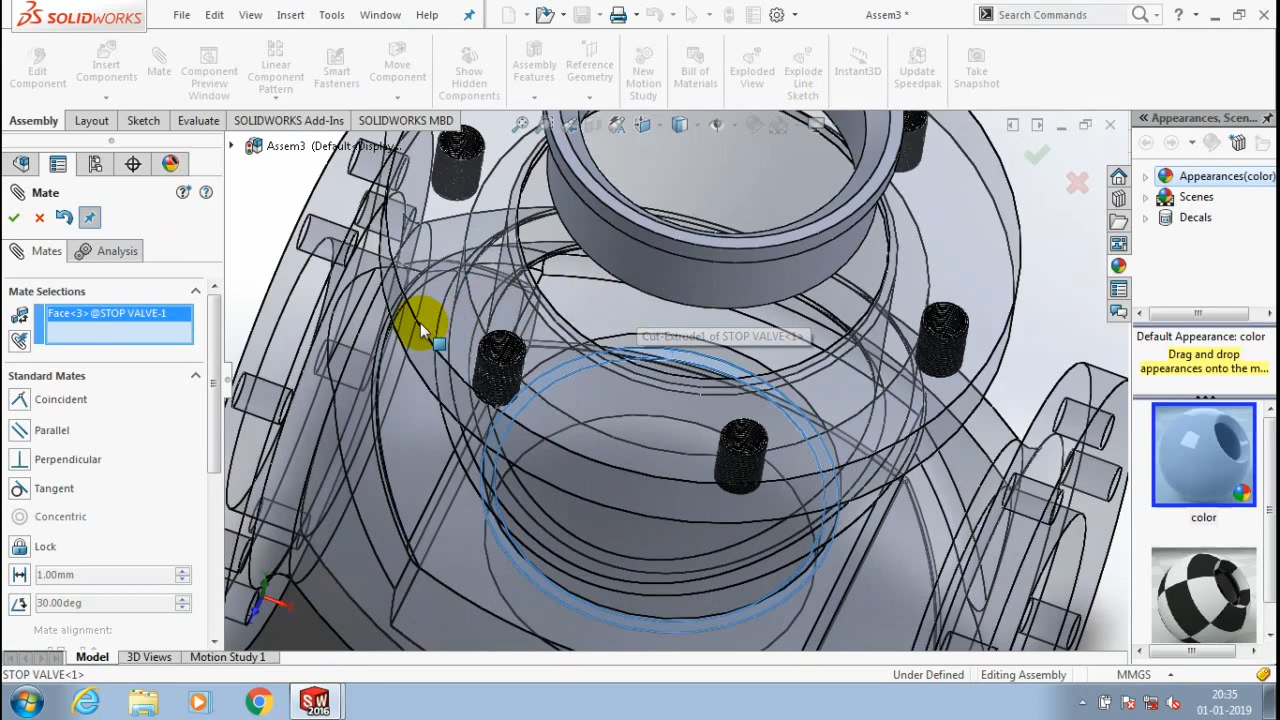 SOLIDWORKS
File Edit View Insert Tools Window Help
Assem3 *
Search Commands
Edit Component
Insert Components
Mate
Component Preview Window
Linear Component Pattern
Smart Fasteners
Move Component
Show Hidden Components
Assembly Features
Reference Geometry
New Motion Study
Bill of Materials
Exploded View
Explode Line Sketch
Instant3D
Update Speedpak
Take Snapshot
Assembly Layout Sketch Evaluate SOLIDWORKS Add-Ins SOLIDWORKS MBD
Assem3 (Default<Display...
Mate
Mates Analysis
Mate Selections
Face<3>@STOP VALVE-1
Standard Mates
Coincident
Parallel
Perpendicular
Tangent
Concentric
Lock
1.00mm
30.00deg
Mate alignment:
Cut-Extrude1 of STOP VALVE<1>
Appearances, Scen...
Appearances(color)
Scenes
Decals
Default Appearance: color
Drag and drop
appearances onto the m...
color
Model 3D Views Motion Study 1
STOP VALVE<1>
Under Defined Editing Assembly MMGS
SW
2016
20:35
01-01-2019